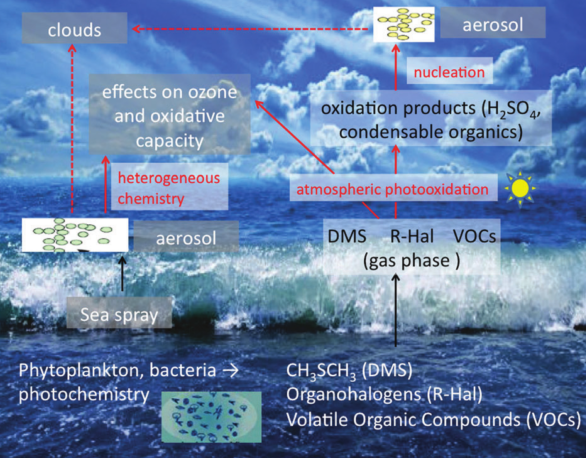 clouds
aerosol
nucleation
effects on ozone
and oxidative
capacity
oxidation products (H₂SO₄,
condensable organics)
heterogeneous
chemistry
atmospheric photooxidation
aerosol
DMS R-Hal VOCs
(gas phase )
Sea spray
Phytoplankton, bacteria →
photochemistry
CH₃SCH₃ (DMS)
Organohalogens (R-Hal)
Volatile Organic Compounds (VOCs)